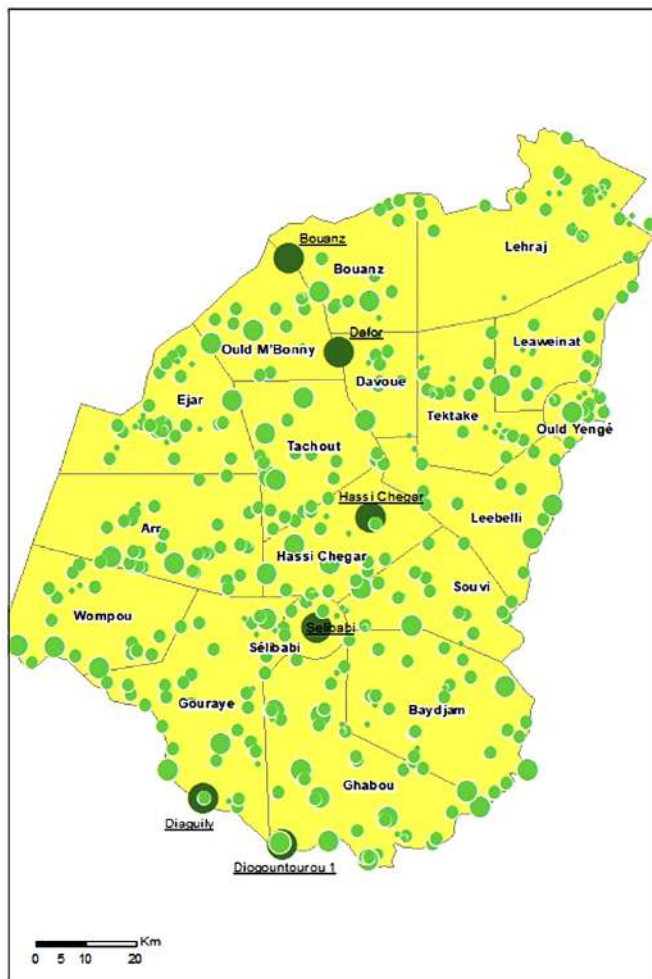 Lehraj
Bouanz
Bouanz
Leaweinat
Dafor
Ould M'Bonny
Davoue
Ejar
Tektake
Ould Yengé
Tachout
Hassi Chegar
Leebelli
Arr
Hassi Chegar
Souvi
Wompou
Selibabi
Sélibabi
Gouraye
Baydjam
Ghabou
Diaguily
Diogountourou 1
Km
0 5 10 20